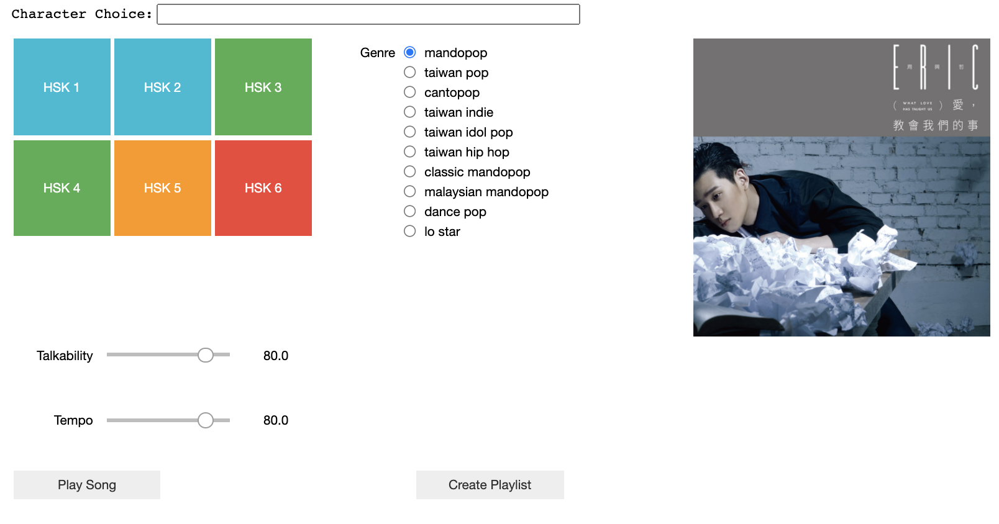 Character Choice:
HSK 1
HSK 2
HSK 3
HSK 4
HSK 5
HSK 6
Genre
mandopop
taiwan pop
cantopop
taiwan indie
taiwan idol pop
taiwan hip hop
classic mandopop
malaysian mandopop
dance pop
lo star
Talkability 80.0
Tempo 80.0
Play Song
Create Playlist
ERIC
周興哲
( WHAT LOVE
HAS TAUGHT US ) 愛，
教會我們的事